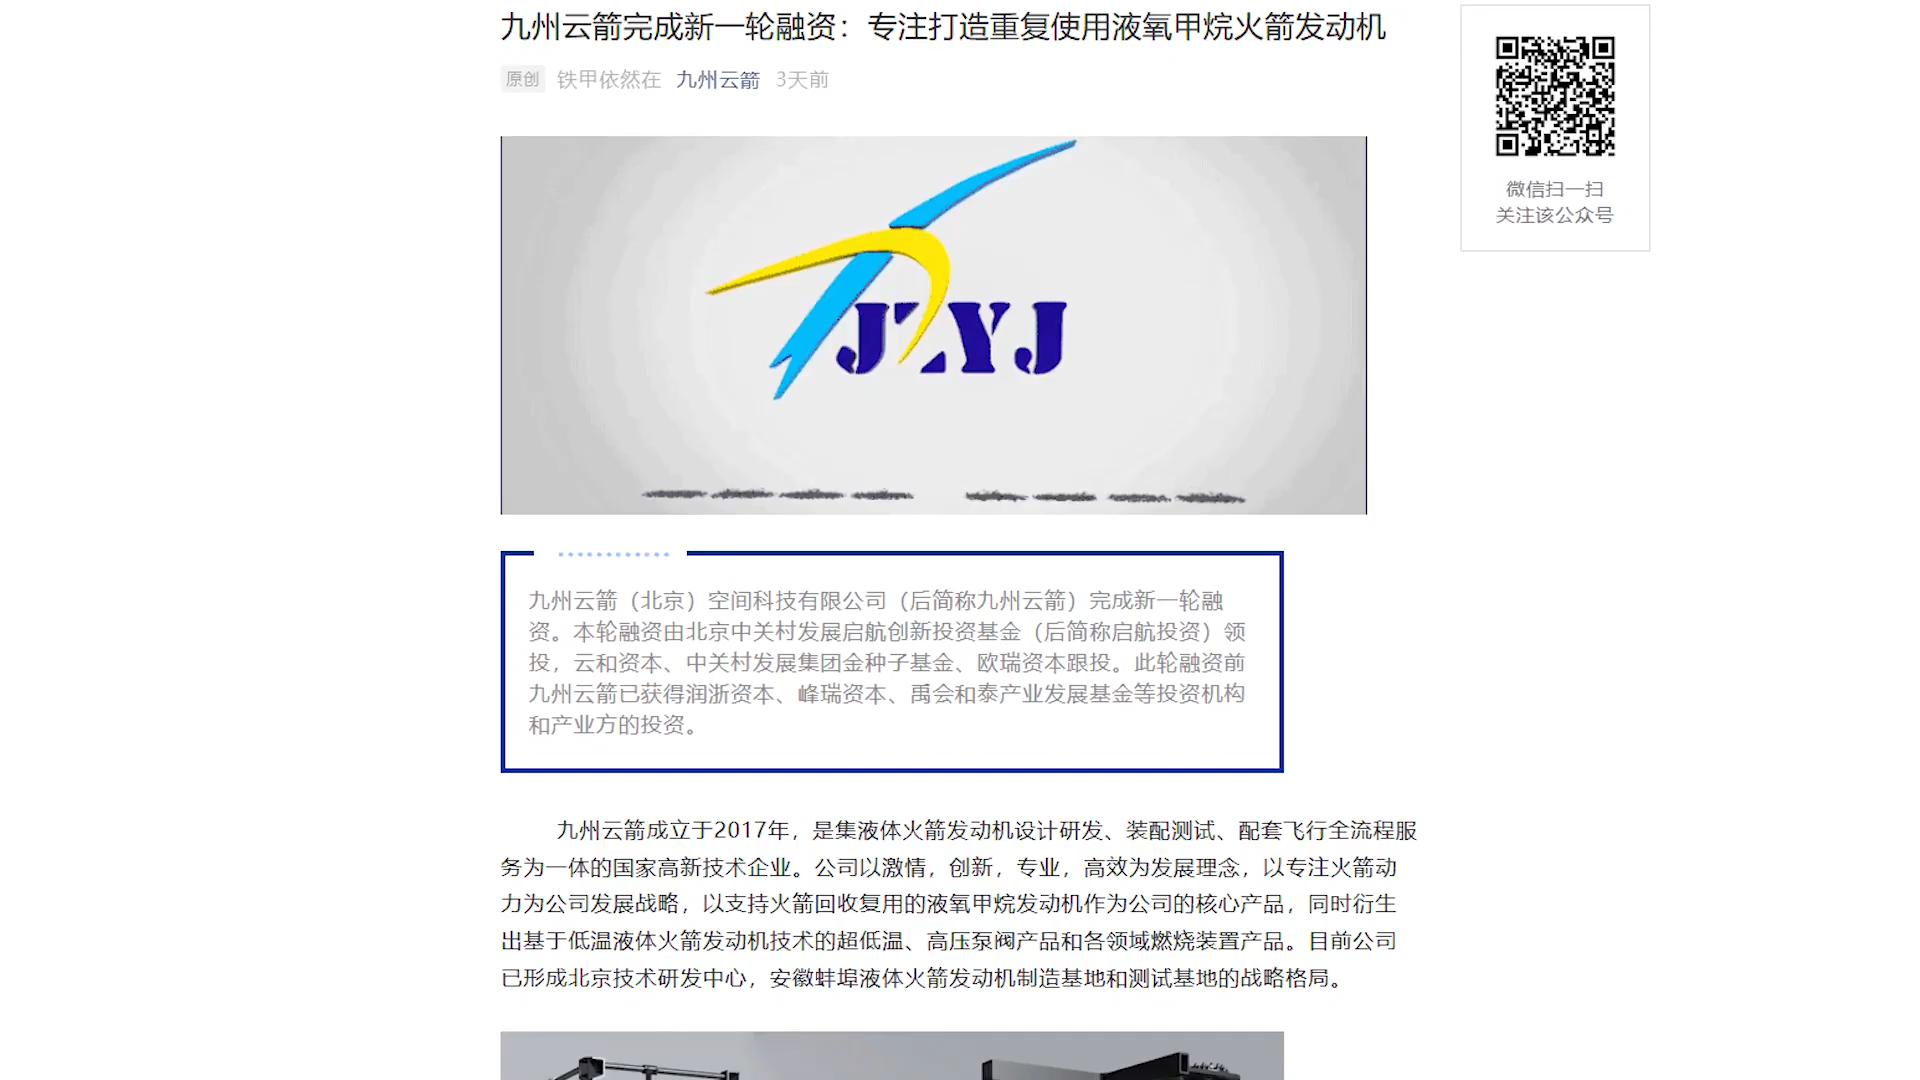 九州云箭完成新一轮融资：专注打造重复使用液氧甲烷火箭发动机
原创 铁甲依然在 九州云箭 3天前
微信扫一扫
关注该公众号
JZYJ
九州云箭（北京）空间科技有限公司（后简称九州云箭）完成新一轮融
资。本轮融资由北京中关村发展启航创新投资基金（后简称启航投资）领
投，云和资本、中关村发展集团金种子基金、欧瑞资本跟投。此轮融资前
九州云箭已获得润浙资本、峰瑞资本、禹会和泰产业发展基金等投资机构
和产业方的投资。
九州云箭成立于2017年，是集液体火箭发动机设计研发、装配测试、配套飞行全流程服
务为一体的国家高新技术企业。公司以激情，创新，专业，高效为发展理念，以专注火箭动
力为公司发展战略，以支持火箭回收复用的液氧甲烷发动机作为公司的核心产品，同时衍生
出基于低温液体火箭发动机技术的超低温、高压泵阀产品和各领域燃烧装置产品。目前公司
已形成北京技术研发中心，安徽蚌埠液体火箭发动机制造基地和测试基地的战略格局。